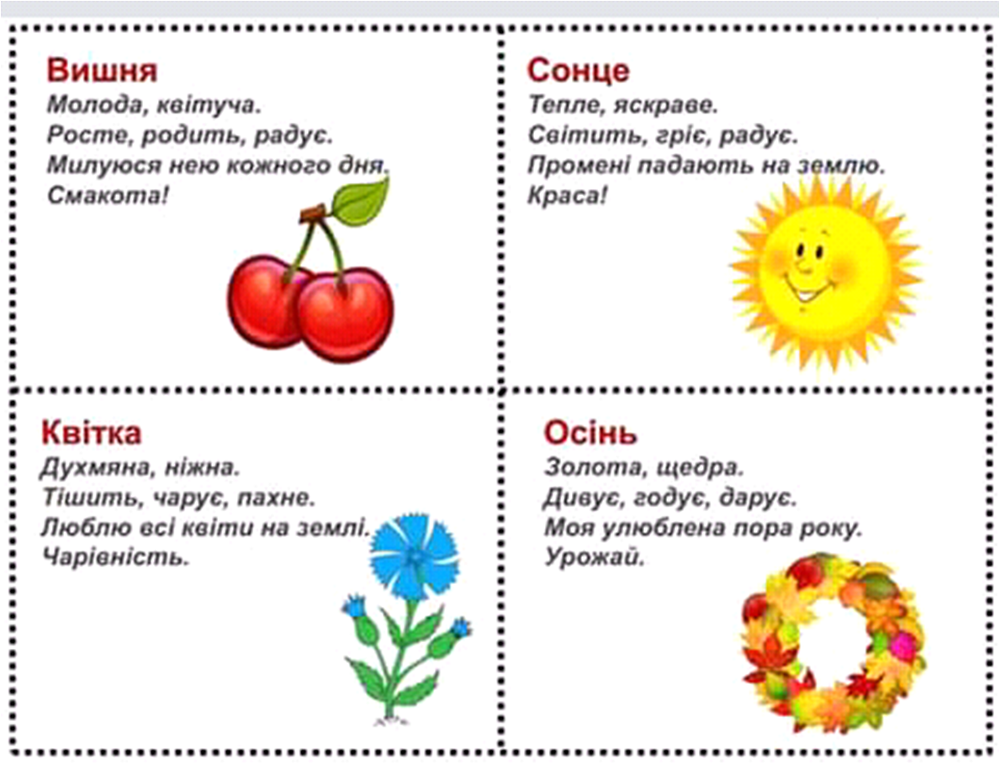 Вишня
Молода, квітуча.
Росте, родить, радує.
Милуюся нею кожного дня.
Смакота!
Сонце
Тепле, яскраве.
Світить, гріє, радує.
Промені падають на землю.
Краса!
Квітка
Духмяна, ніжна.
Тішить, чарує, пахне.
Люблю всі квіти на землі.
Чарівність.
Осінь
Золота, щедра.
Дивує, годує, дарує.
Моя улюблена пора року.
Урожай.